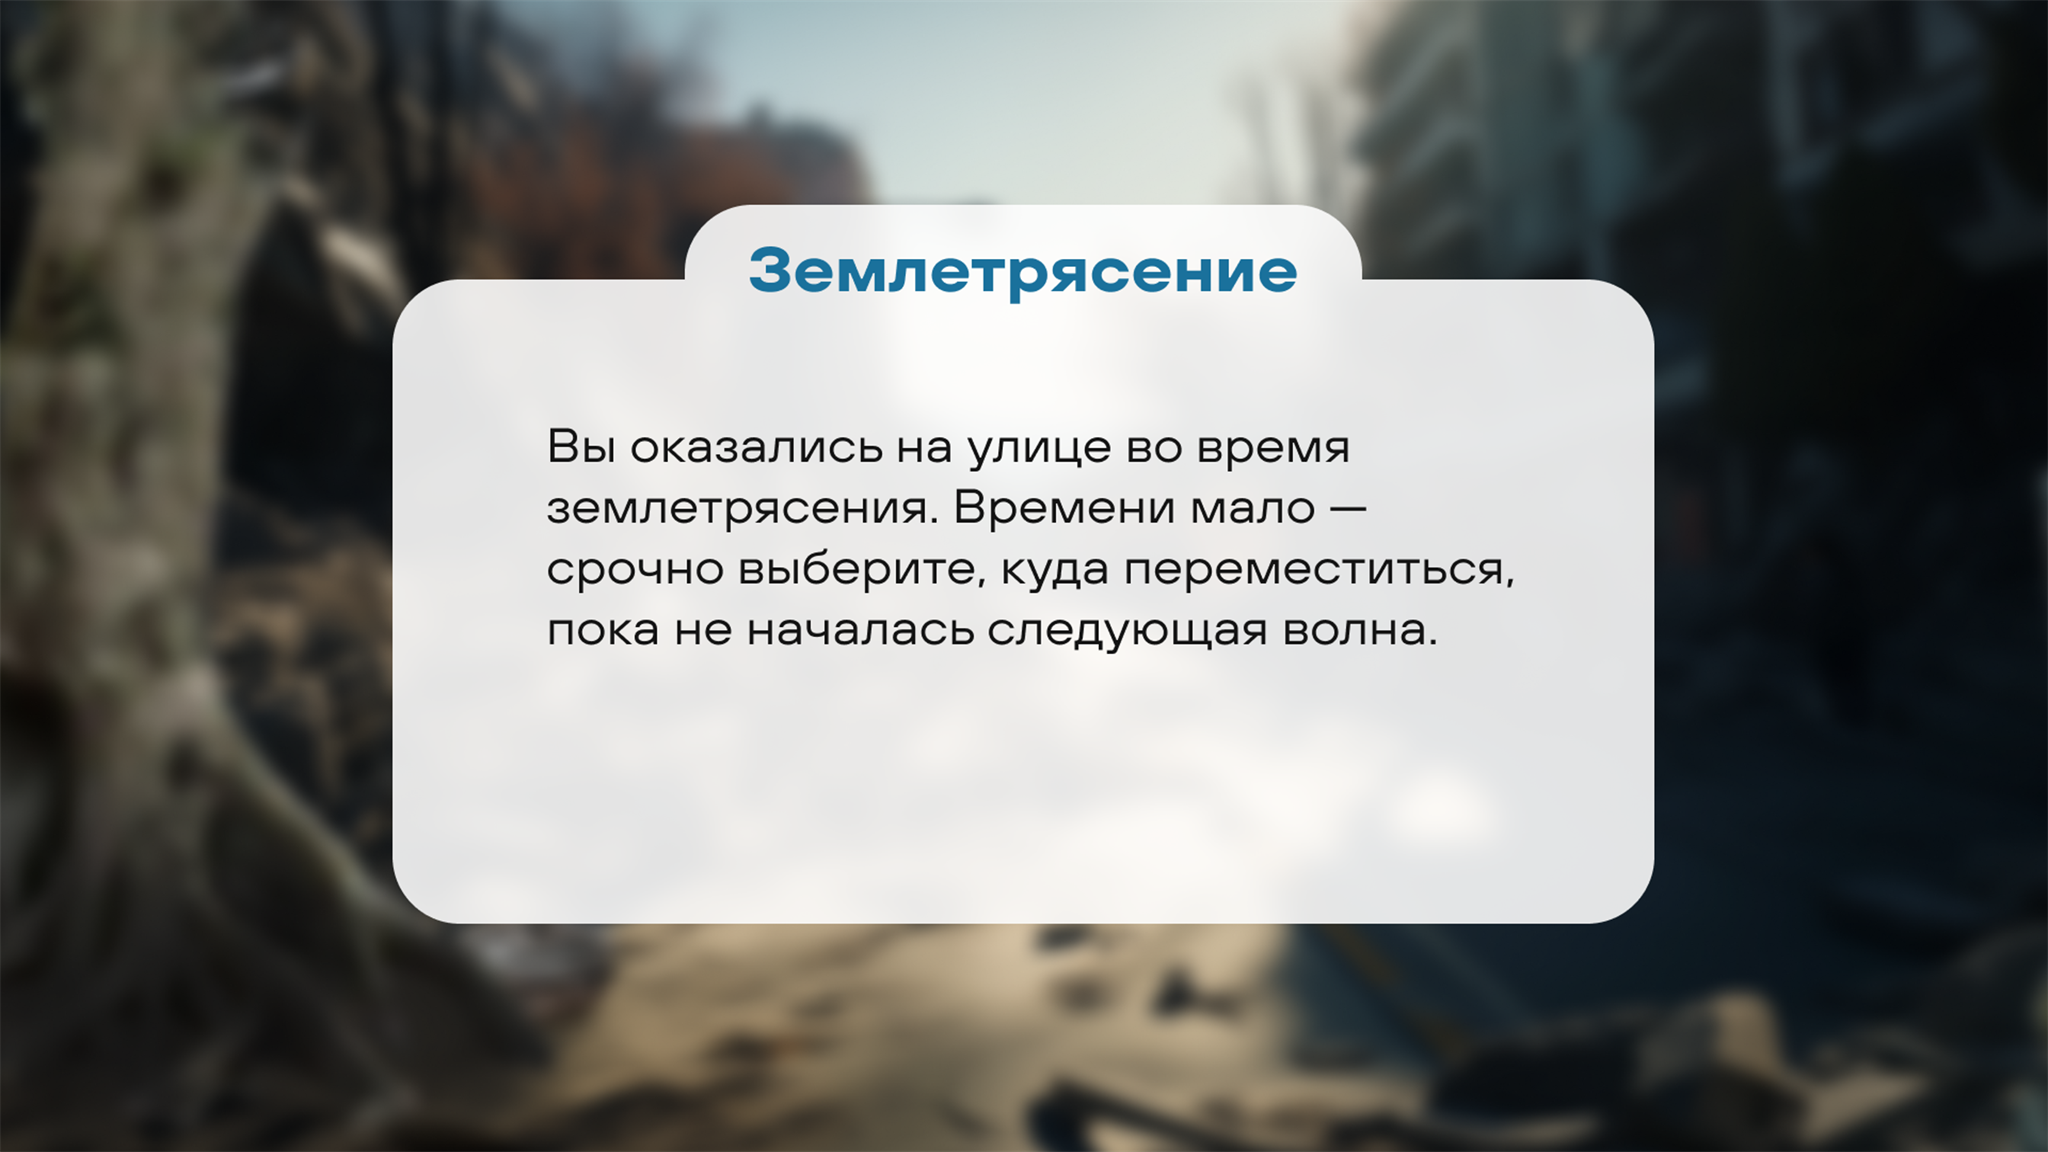 Землетрясение
Вы оказались на улице во время
землетрясения. Времени мало —
срочно выберите, куда переместиться,
пока не началась следующая волна.